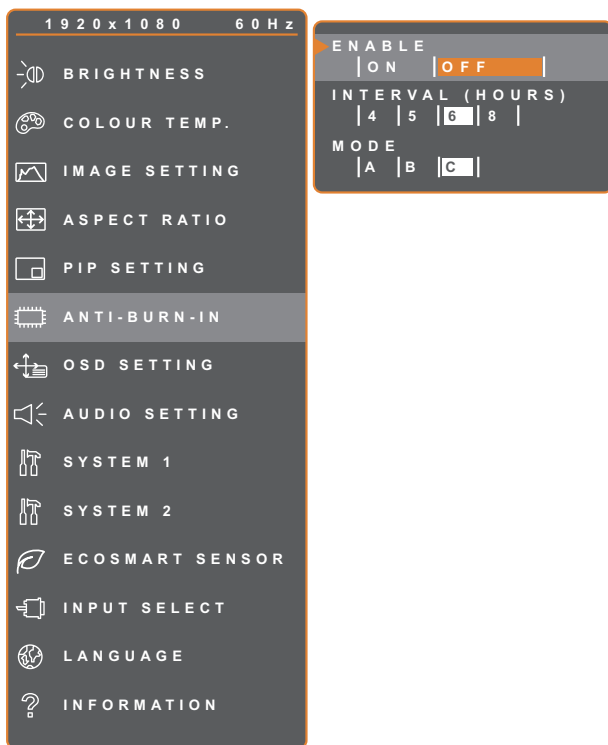 1920x1080 60Hz
BRIGHTNESS
COLOUR TEMP.
IMAGE SETTING
ASPECT RATIO
PIP SETTING
ANTI-BURN-IN
OSD SETTING
AUDIO SETTING
SYSTEM 1
SYSTEM 2
ECOSMART SENSOR
INPUT SELECT
LANGUAGE
INFORMATION
ENABLE
ON OFF
INTERVAL (HOURS)
4 5 6 8
MODE
A B C